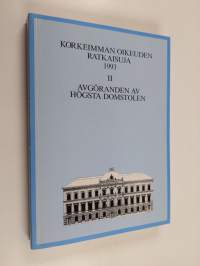 KORKEIMMAN OIKEUDEN
RATKAISUJA
1993
II
AVGÖRANDEN AV
HÖGSTA DOMSTOLEN